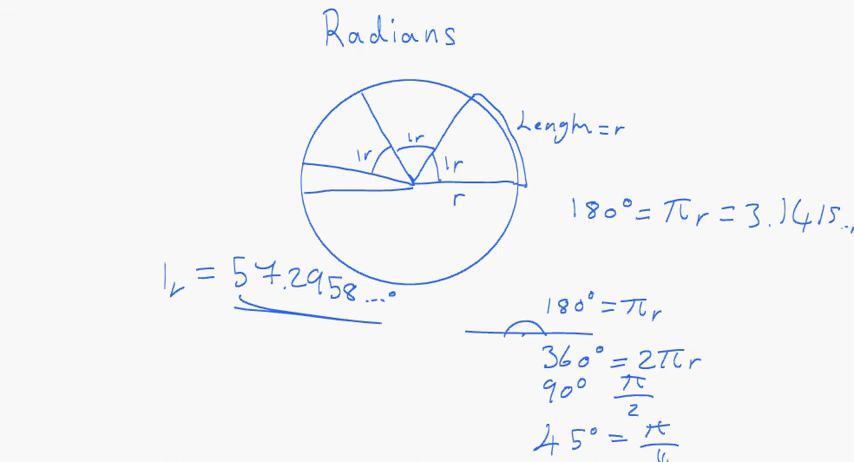 Radians
1r
1r
1r
Length = r
r
180° = πr = 3.1415...
1r = 57.2958...°
180° = πr
360° = 2πr
90° π/2
45° = π/4